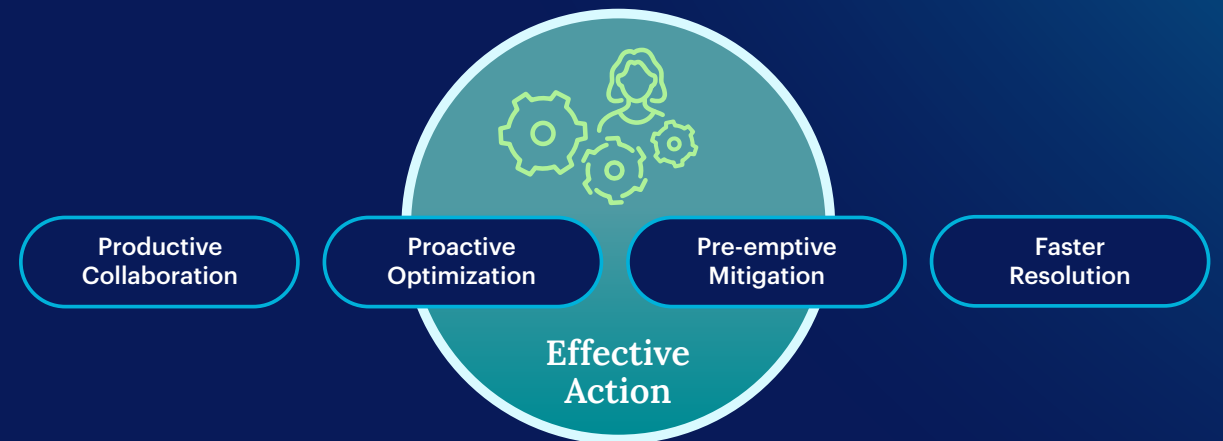 Productive
Collaboration
Proactive
Optimization
Pre-emptive
Mitigation
Faster
Resolution
Effective
Action